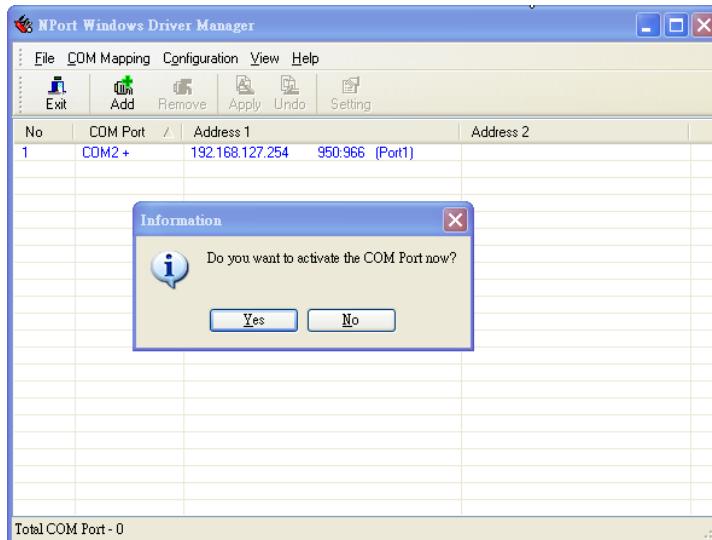 NPort Windows Driver Manager
File COM Mapping Configuration View Help
Exit Add Remove Apply Undo Setting
No COM Port Address 1 Address 2
1 COM2 + 192.168.127.254 950:966 (Port1)
Information
Do you want to activate the COM Port now?
Yes No
Total COM Port - 0